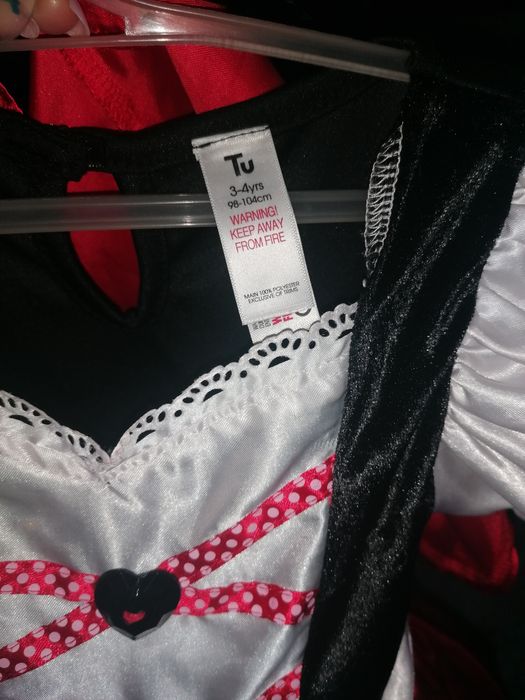 Tu
3-4yrs
98-104cm
WARNING!
KEEP AWAY
FROM FIRE
MAIN 100% POLYESTER
EXCLUSIVE OF TRIMS